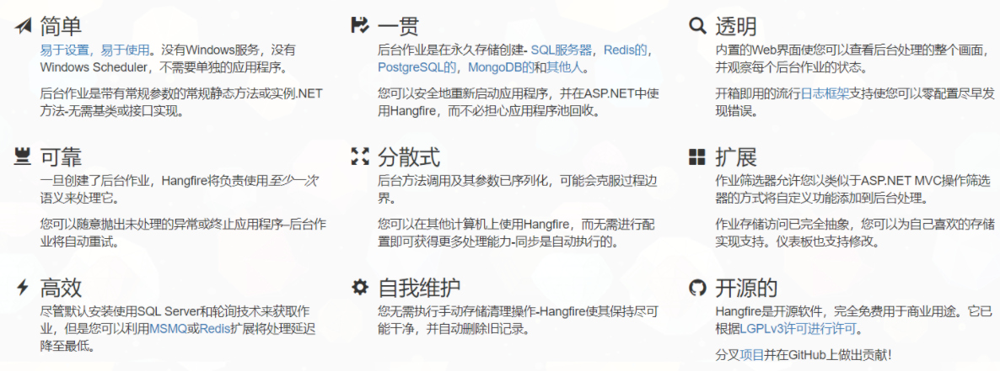 简单
易于设置，易于使用。没有Windows服务，没有
Windows Scheduler，不需要单独的应用程序。
后台作业是带有常规参数的常规静态方法或实例.NET
方法-无需基类或接口实现。
一贯
后台作业是在永久存储创建- SQL服务器，Redis的，
PostgreSQL的，MongoDB的和其他人。
您可以安全地重新启动应用程序，并在ASP.NET中使
用Hangfire，而不必担心应用程序池回收。
透明
内置的Web界面使您可以查看后台处理的整个画面，
并观察每个后台作业的状态。
开箱即用的流行日志框架支持使您可以零配置尽早发
现错误。
可靠
一旦创建了后台作业，Hangfire将负责使用至少一次
语义来处理它。
您可以随意抛出未处理的异常或终止应用程序–后台作
业将自动重试。
分散式
后台方法调用及其参数已序列化，可能会克服过程边
界。
您可以在其他计算机上使用Hangfire，而无需进行配
置即可获得更多处理能力-同步是自动执行的。
扩展
作业筛选器允许您以类似于ASP.NET MVC操作筛选
器的方式将自定义功能添加到后台处理。
作业存储访问已完全抽象，您可以为自己喜欢的存储
实现支持。仪表板也支持修改。
高效
尽管默认安装使用SQL Server和轮询技术来获取作
业，但是您可以利用MSMQ或Redis扩展将处理延迟
降至最低。
自我维护
您无需执行手动存储清理操作-Hangfire使其保持尽可
能干净，并自动删除旧记录。
开源的
Hangfire是开源软件，完全免费用于商业用途。它已
根据LGPLv3许可进行许可。
分叉项目并在GitHub上做出贡献！